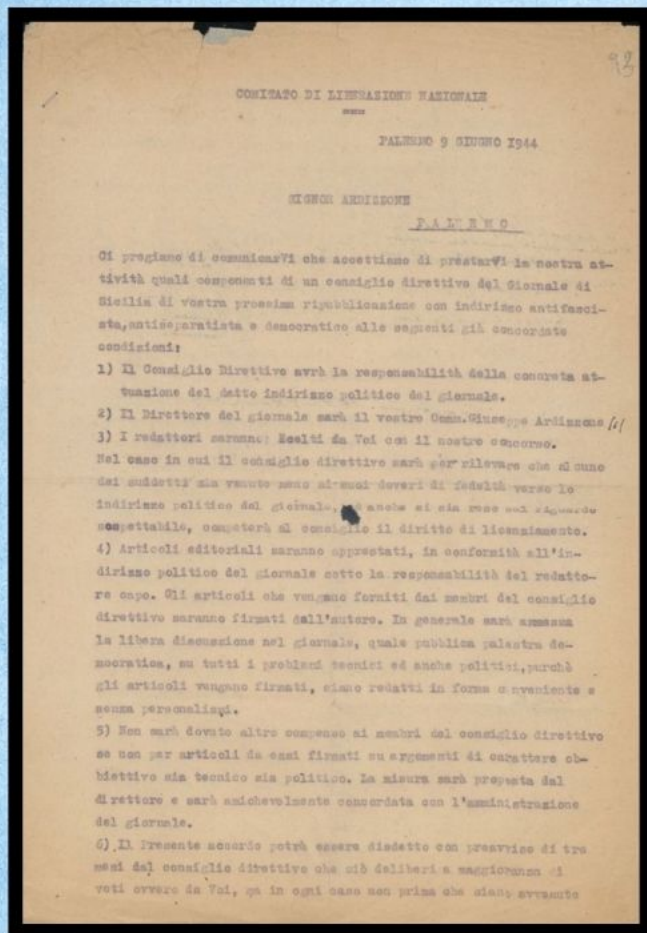 93
COMITATO DI LIBERAZIONE NAZIONALE
PALERMO 9 GIUGNO 1944
SIGNOR ARDIZZONE
Ci pregiamo di comunicarVi che accettiamo di prestarVi la nostra at-
tività quali componenti di un consiglio direttivo del Giornale di
Sicilia di vostra prossima ripubblicazione con indirizzo antifasci-
sta,antiseparatista e democratico alle seguenti già concordate
condizioni:
1) Il Consiglio Direttivo avrà la responsabilità della concreta at-
tuazione del detto indirizzo politico del giornale.
2) Il Direttore del giornale sarà il vostro Comm.Giuseppe Ardizzone
3) I redattori saranno: scelti da Voi con il nostro concorso.
Nel caso in cui il consiglio direttivo sarà per rilevare che alcuno
dei suddetti sia venuto meno ai suoi doveri di fedeltà verso lo
indirizzo politico del giornale, anche si sia reso sul riguardo
sospettabile, competerà al consiglio il diritto di licenziamento.
4) Articoli editoriali saranno apprestati, in conformità all'in-
dirizzo politico del giornale sotto la responsabilità del redatto-
re capo. Gli articoli che vengano forniti dai membri del consiglio
direttivo saranno firmati dall'autore. In generale sarà ammessa
la libera discussione nel giornale, quale pubblica palestra de-
mocratica, su tutti i problemi tecnici ed anche politici,purchè
gli articoli vengano firmati, siano redatti in forma conveniente e
senza personalismi.
5) Non sarà dovuto altro compenso ai membri del consiglio direttivo
se non per articoli da essi firmati su argomenti di carattere ob-
biettivo sia tecnico sia politico. La misura sarà proposta dal
direttore e sarà amichevolmente concordata con l'amministrazione
del giornale.
6) Il Presente accordo potrà essere disdetto con preavviso di tre
mesi dal consiglio direttivo che ciò deliberi a maggioranza di
voti ovvero da Voi, in ogni caso non prima che siano avvenute